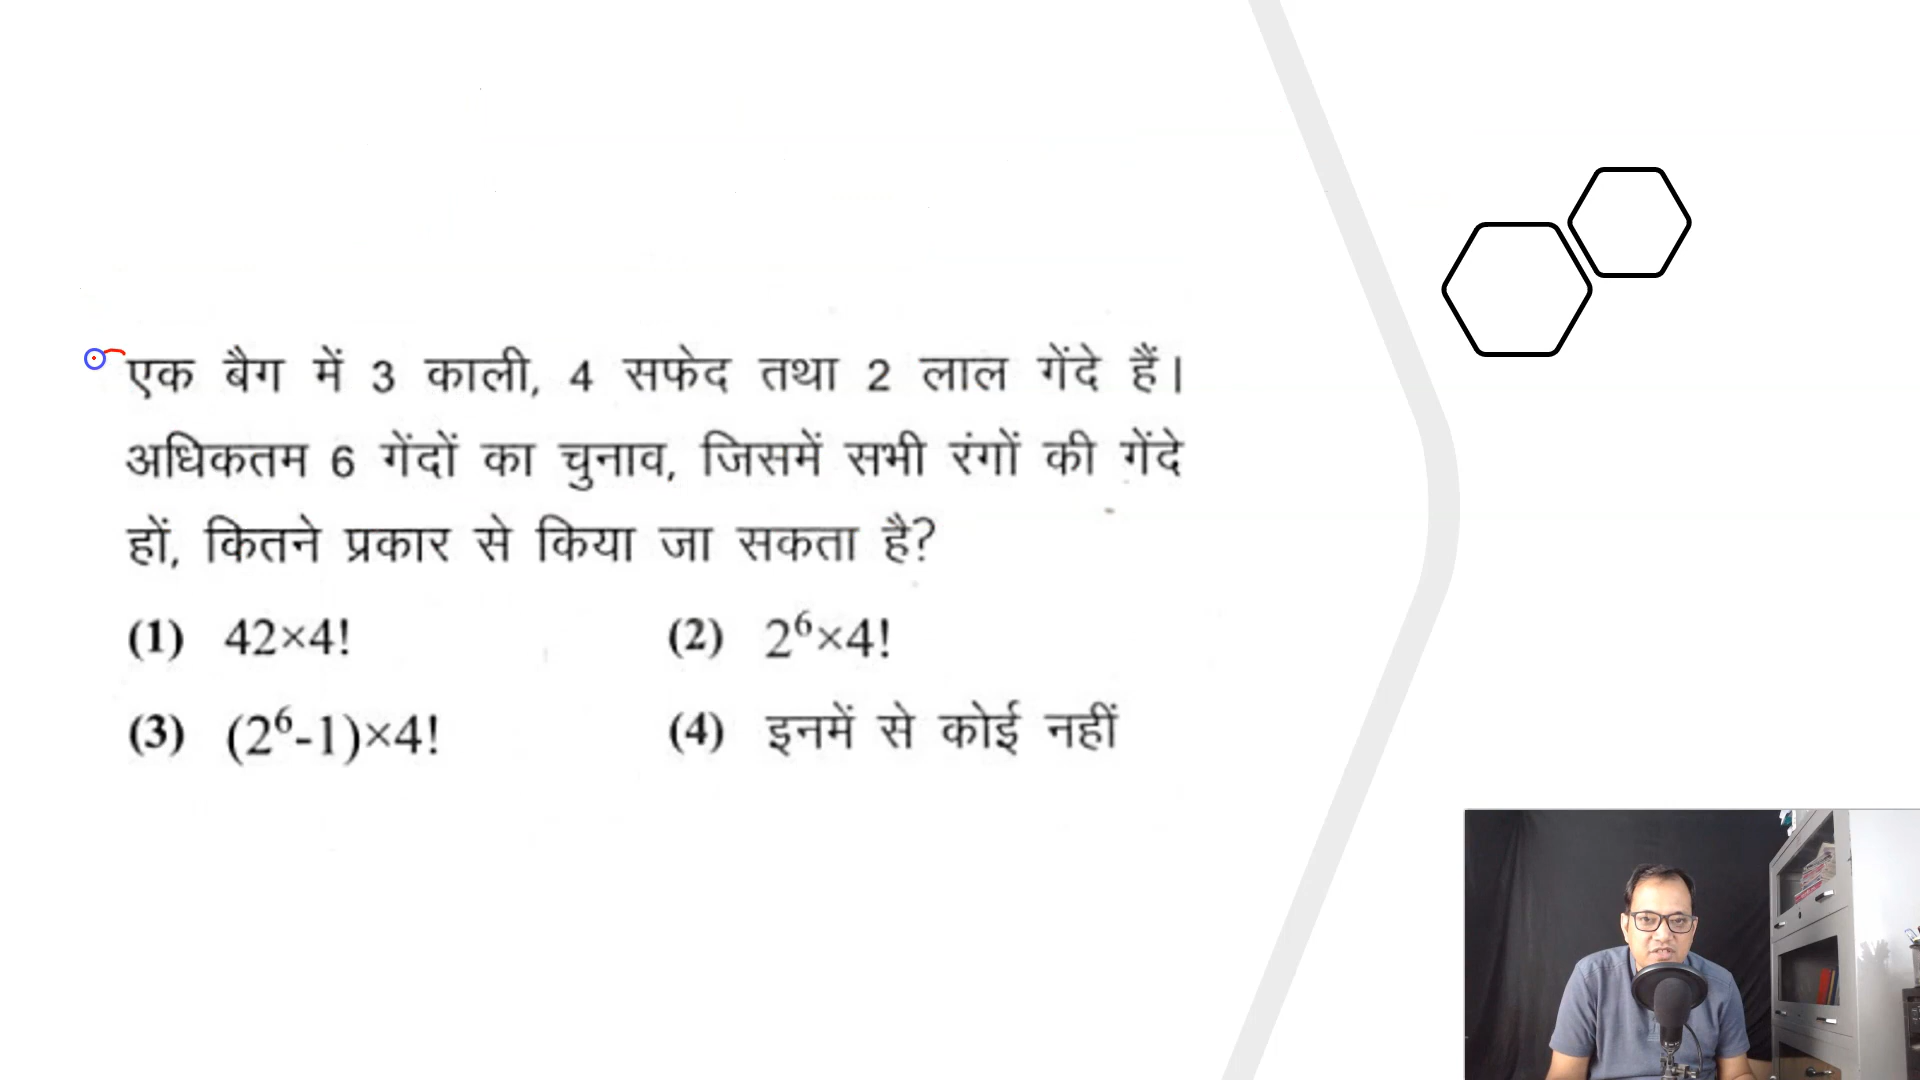 एक बैग में 3 काली, 4 सफेद तथा 2 लाल गेंदे हैं।
अधिकतम 6 गेंदों का चुनाव, जिसमें सभी रंगों की गेंदे
हों, कितने प्रकार से किया जा सकता है?
(1) 42×4! (2) 2⁶×4!
(3) (2⁶-1)×4! (4) इनमें से कोई नहीं